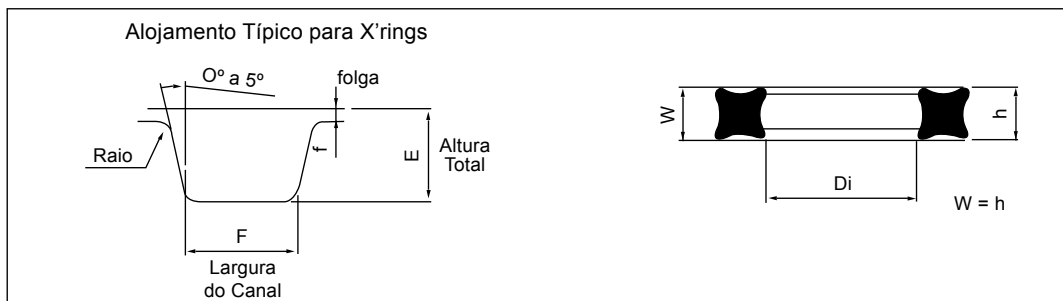 Alojamento Típico para X'rings
Oº a 5º
folga
Raio
f
E
Altura
Total
F
Largura
do Canal
W
h
Di
W = h